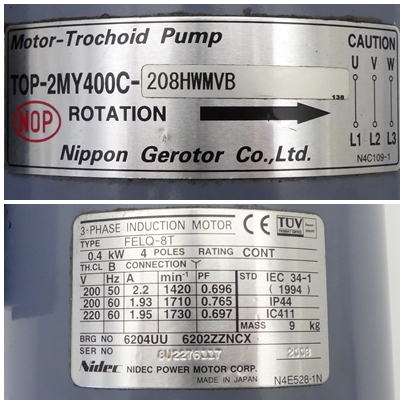 Motor-Trochoid Pump
CAUTION
TOP-2MY400C-208HWMVB
U V W
138
NOP ROTATION
L1 L2 L3
Nippon Gerotor Co.,Ltd.
N4C109-1
3-PHASE INDUCTION MOTOR CE TÜV
TYPE FELQ-8T
0.4 kW 4 POLES RATING CONT
TH.CL B CONNECTION Y
V Hz A min-1 PF STD IEC 34-1
200 50 2.2 1420 0.696 (1994)
200 60 1.93 1710 0.765 IP44
220 60 1.95 1730 0.697 IC411
MASS 9 kg
BRG NO 6204UU 6202ZZNCX
SER NO 2008
Nidec NIDEC POWER MOTOR CORP.
MADE IN JAPAN N4E528-1N